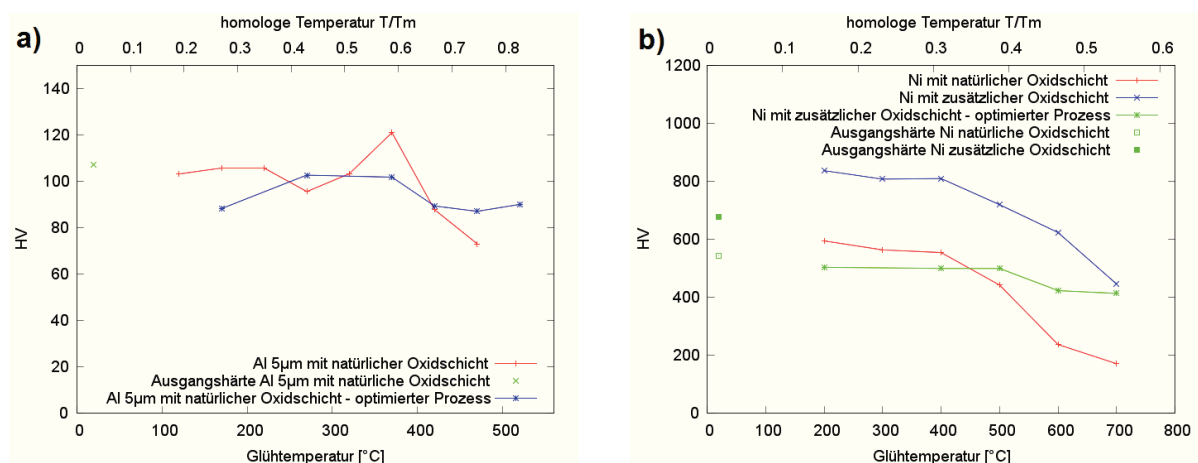 a)
homologe Temperatur T/Tm
0 0.1 0.2 0.3 0.4 0.5 0.6 0.7 0.8
140
120
100
80
60
40
20
0
HV
Al 5µm mit natürlicher Oxidschicht
Ausgangshärte Al 5µm mit natürliche Oxidschicht
Al 5µm mit natürlicher Oxidschicht - optimierter Prozess
0 100 200 300 400 500
Glühtemperatur [°C]
b)
homologe Temperatur T/Tm
0 0.1 0.2 0.3 0.4 0.5 0.6
1200
1000
800
600
400
200
0
HV
Ni mit natürlicher Oxidschicht
Ni mit zusätzlicher Oxidschicht
Ni mit zusätzlicher Oxidschicht - optimierter Prozess
Ausgangshärte Ni natürliche Oxidschicht
Ausgangshärte Ni zusätzliche Oxidschicht
0 100 200 300 400 500 600 700 800
Glühtemperatur [°C]